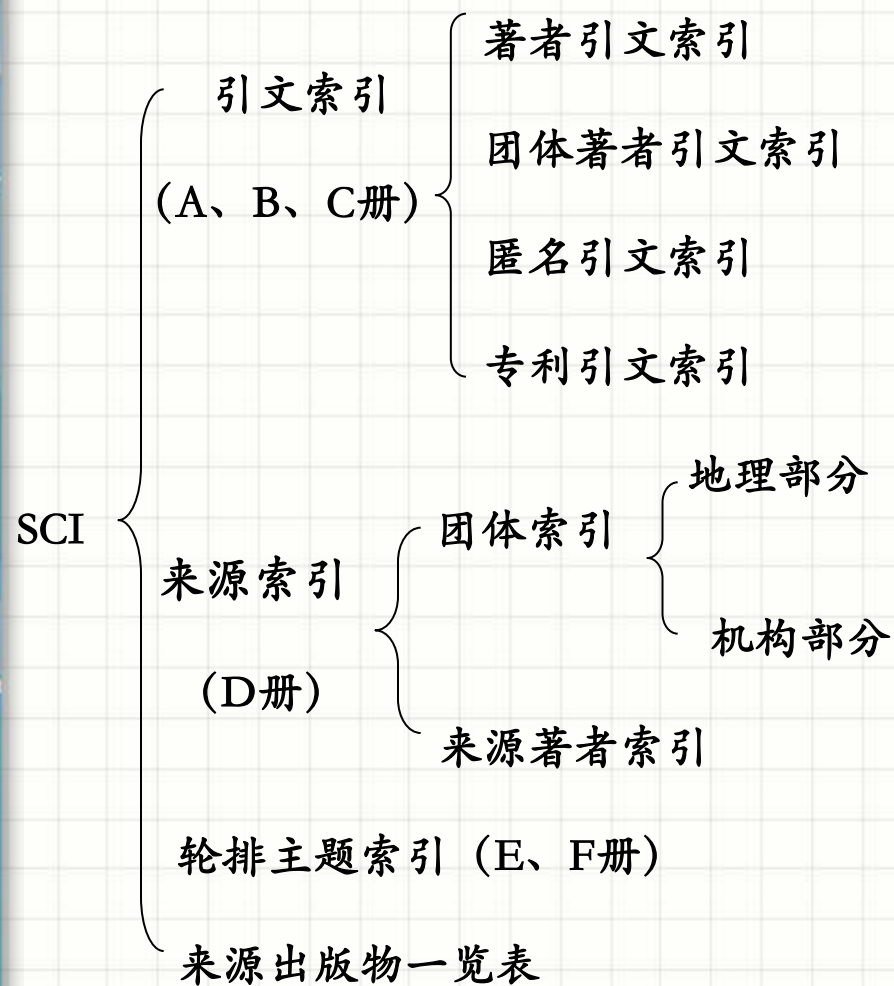 著者引文索引
引文索引
团体著者引文索引
（A、B、C册）
匿名引文索引
专利引文索引
地理部分
SCI
团体索引
来源索引
机构部分
（D册）
来源著者索引
轮排主题索引（E、F册）
来源出版物一览表